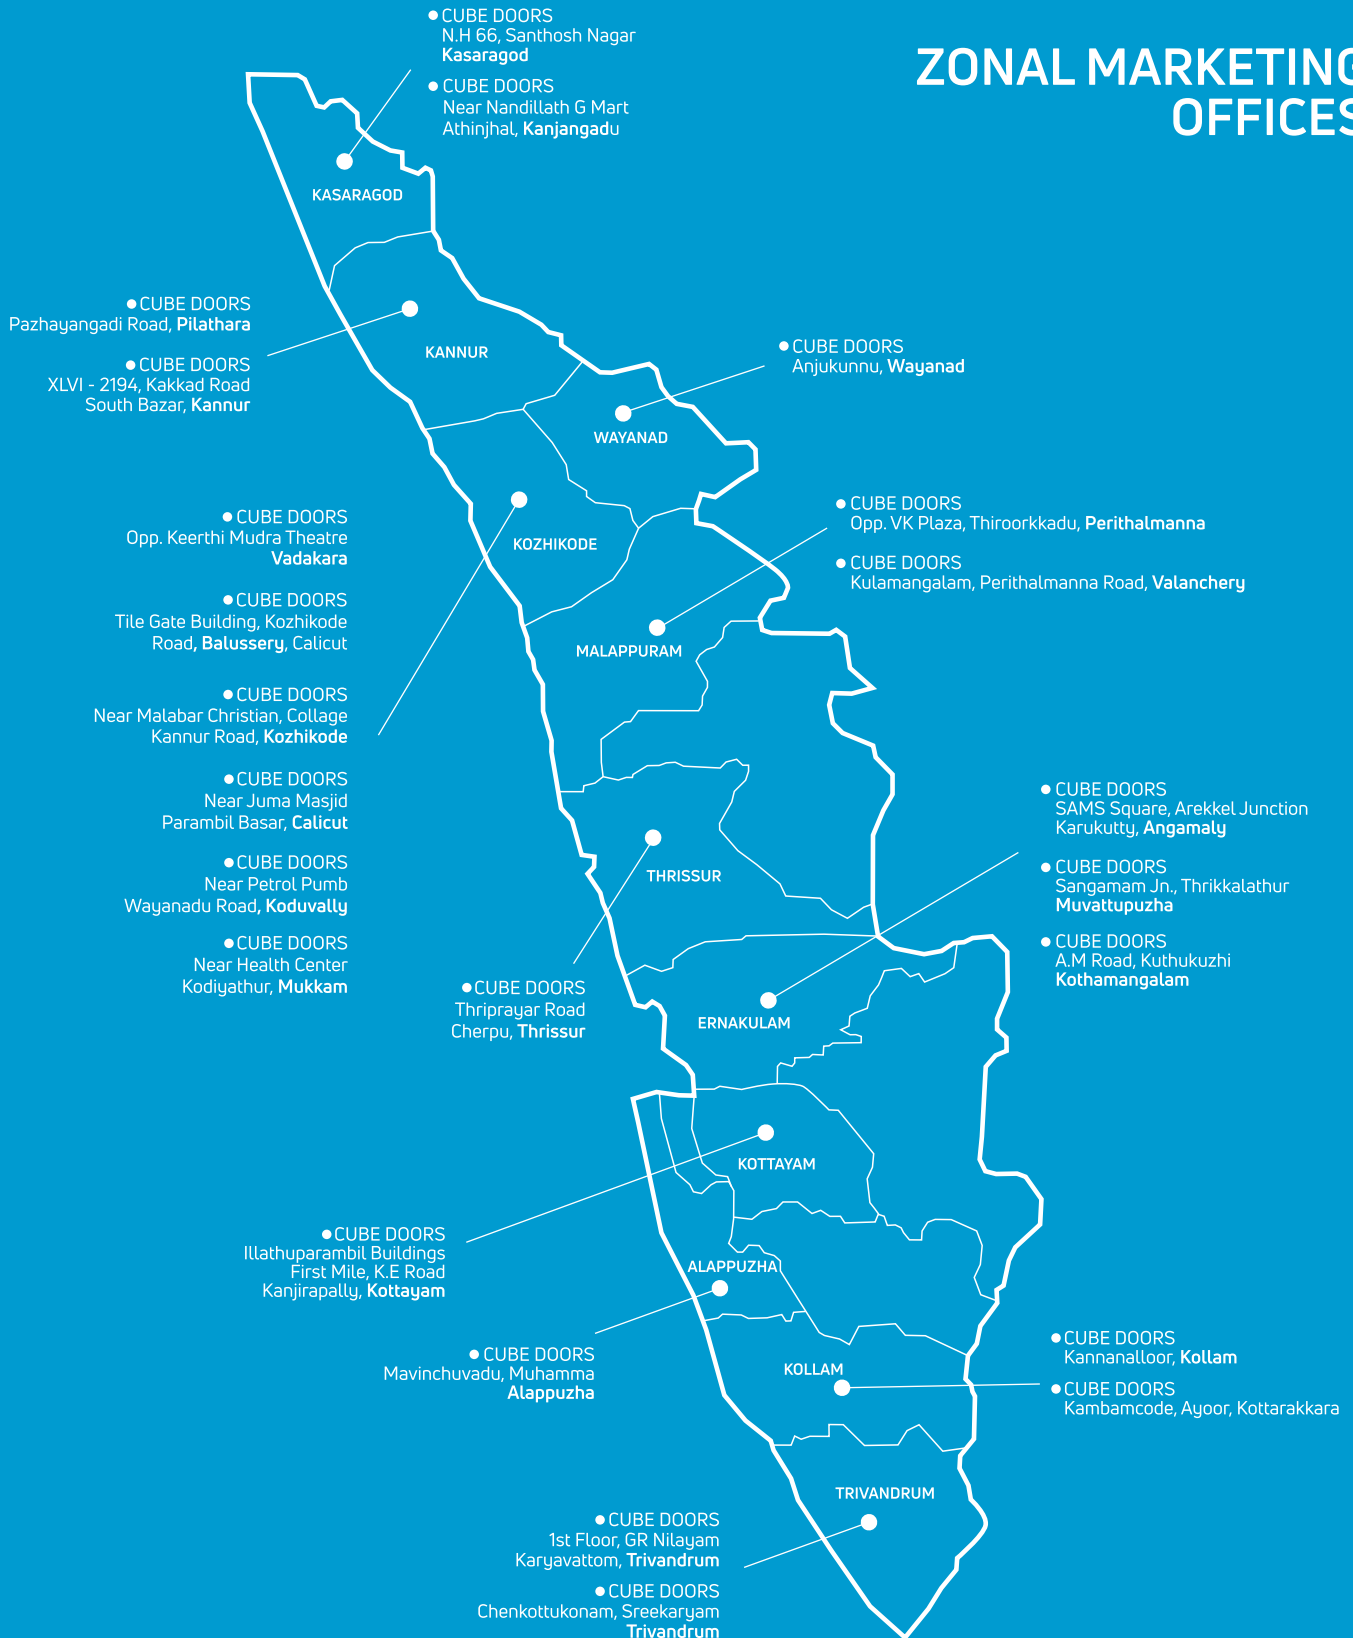 ZONAL MARKETING
OFFICES
● CUBE DOORS
N.H 66, Santhosh Nagar
Kasaragod
● CUBE DOORS
Near Nandillath G Mart
Athinjhal, Kanjangadu
KASARAGOD
● CUBE DOORS
Pazhayangadi Road, Pilathara
● CUBE DOORS
XLVI - 2194, Kakkad Road
South Bazar, Kannur
KANNUR
● CUBE DOORS
Anjukunnu, Wayanad
WAYANAD
● CUBE DOORS
Opp. Keerthi Mudra Theatre
Vadakara
● CUBE DOORS
Tile Gate Building, Kozhikode
Road, Balussery, Calicut
● CUBE DOORS
Near Malabar Christian, Collage
Kannur Road, Kozhikode
● CUBE DOORS
Near Juma Masjid
Parambil Basar, Calicut
● CUBE DOORS
Near Petrol Pumb
Wayanadu Road, Koduvally
● CUBE DOORS
Near Health Center
Kodiyathur, Mukkam
KOZHIKODE
● CUBE DOORS
Opp. VK Plaza, Thiroorkkadu, Perithalmanna
● CUBE DOORS
Kulamangalam, Perithalmanna Road, Valanchery
MALAPPURAM
THRISSUR
● CUBE DOORS
Thriprayar Road
Cherpu, Thrissur
● CUBE DOORS
SAMS Square, Arekkel Junction
Karukutty, Angamaly
● CUBE DOORS
Sangamam Jn., Thrikkalathur
Muvattupuzha
● CUBE DOORS
A.M Road, Kuthukuzhi
Kothamangalam
ERNAKULAM
KOTTAYAM
● CUBE DOORS
Illathuparambil Buildings
First Mile, K.E Road
Kanjirapally, Kottayam
ALAPPUZHA
● CUBE DOORS
Mavinchuvadu, Muhamma
Alappuzha
KOLLAM
● CUBE DOORS
Kannanalloor, Kollam
● CUBE DOORS
Kambamcode, Ayoor, Kottarakkara
TRIVANDRUM
● CUBE DOORS
1st Floor, GR Nilayam
Karyavattom, Trivandrum
● CUBE DOORS
Chenkottukonam, Sreekaryam
Trivandrum